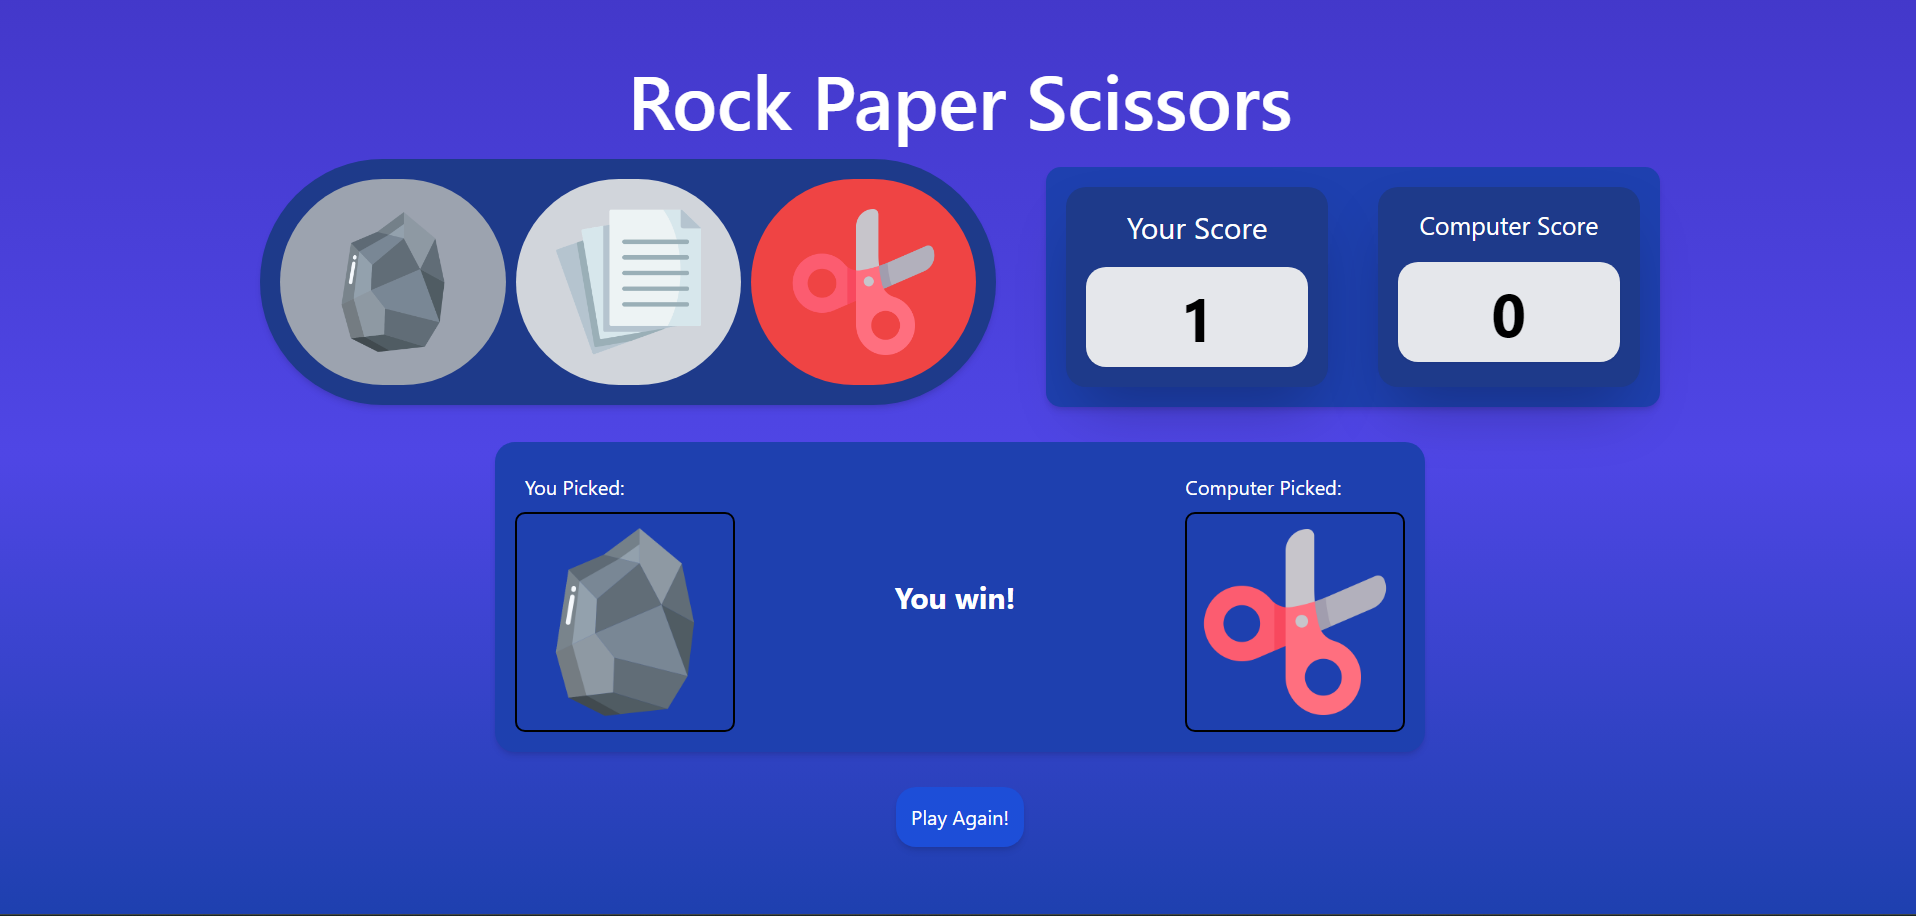 Rock Paper Scissors
Your Score
Computer Score
1
0
You Picked:
Computer Picked:
You win!
Play Again!